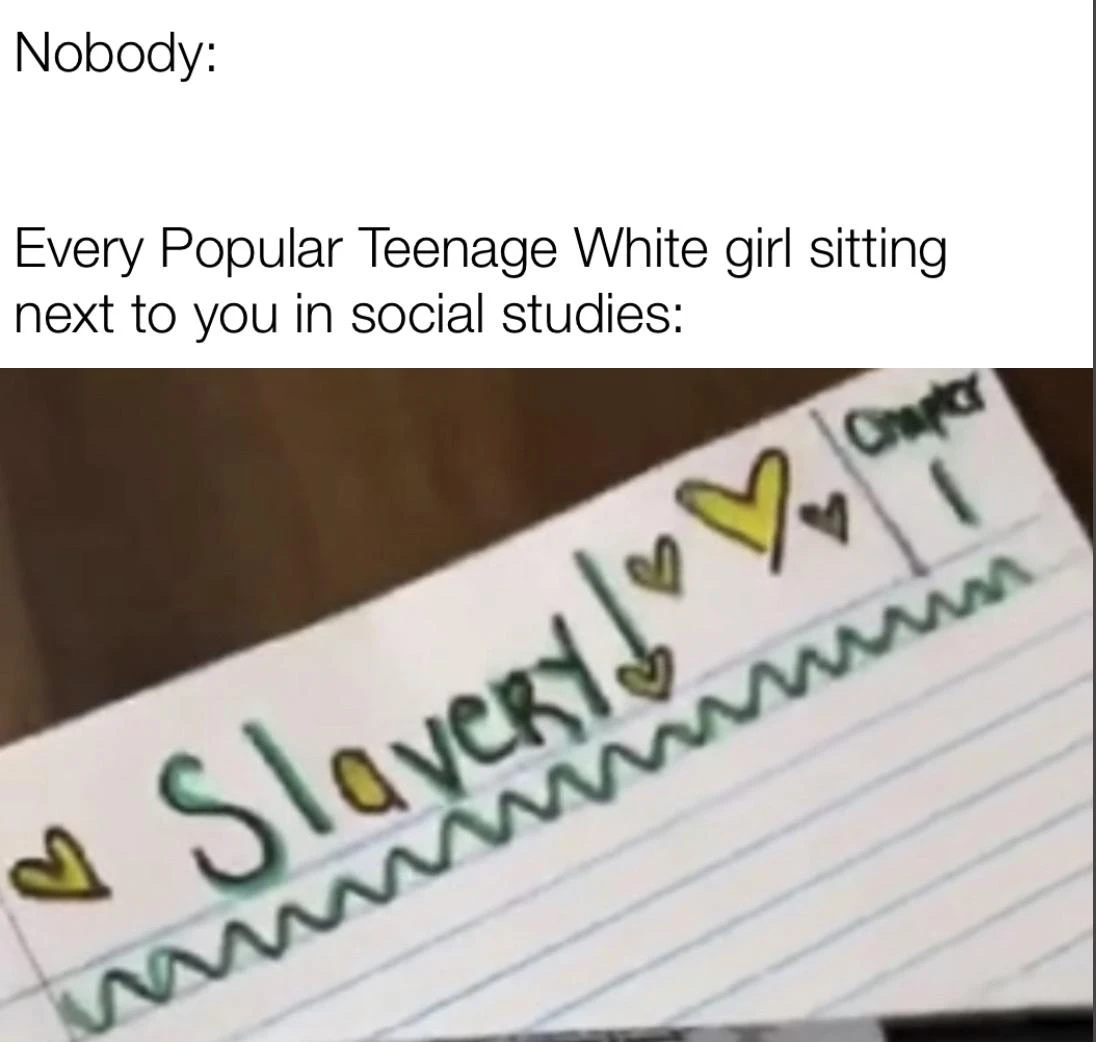 Nobody:
Every Popular Teenage White girl sitting
next to you in social studies:
Chapter
1
Slavery!